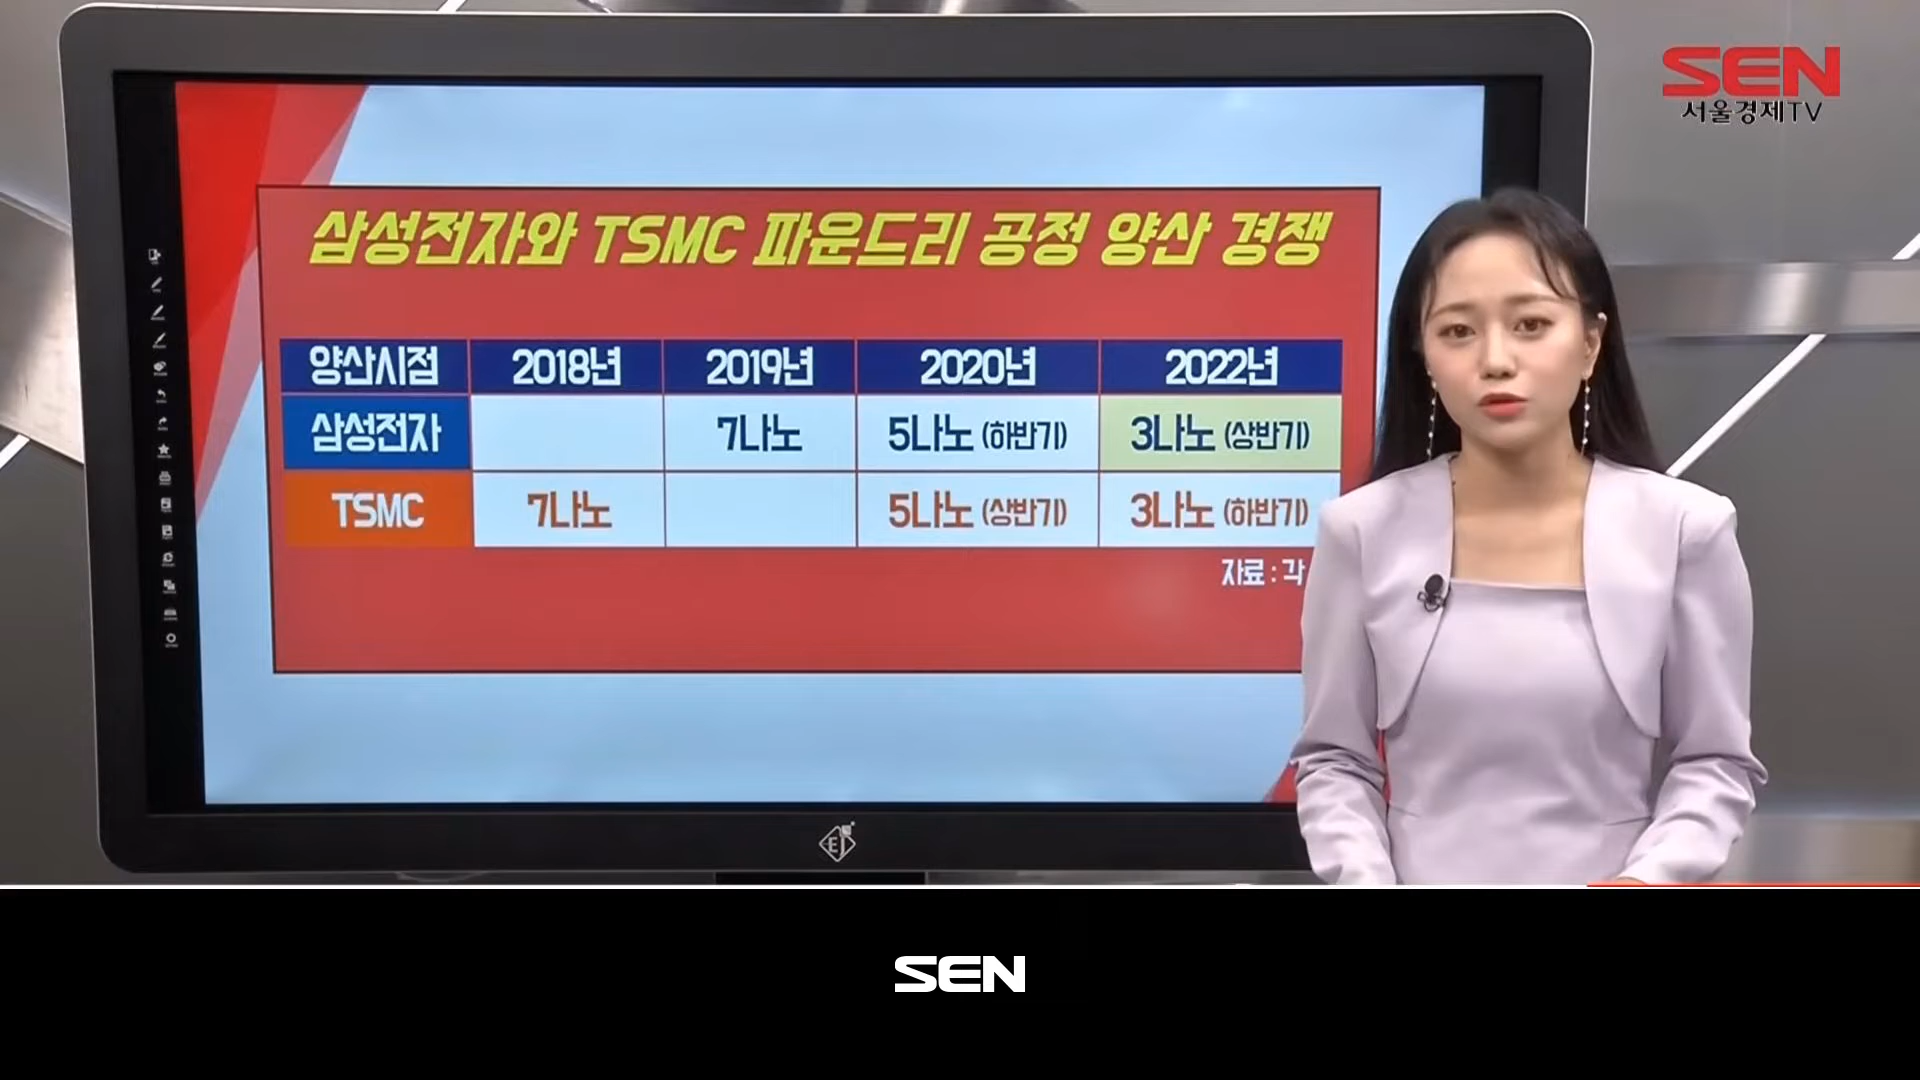 SEN
서울경제TV
삼성전자와 TSMC 파운드리 공정 양산 경쟁
양산시점 2018년 2019년 2020년 2022년
삼성전자 7나노 5나노 (하반기) 3나노 (상반기)
TSMC 7나노 5나노 (상반기) 3나노 (하반기)
자료 : 각
EJ
SEN